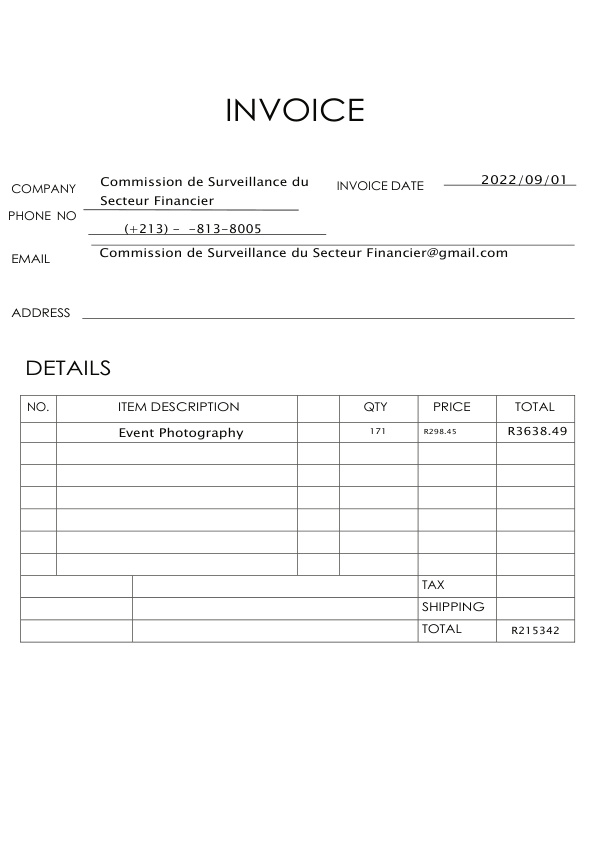 INVOICE
COMPANY Commission de Surveillance du
Secteur Financier
INVOICE DATE 2022/09/01
PHONE NO (+213) - -813-8005
EMAIL Commission de Surveillance du Secteur Financier@gmail.com
ADDRESS
DETAILS
NO. ITEM DESCRIPTION QTY PRICE TOTAL
Event Photography 171 R298.45 R3638.49
TAX
SHIPPING
TOTAL R215342